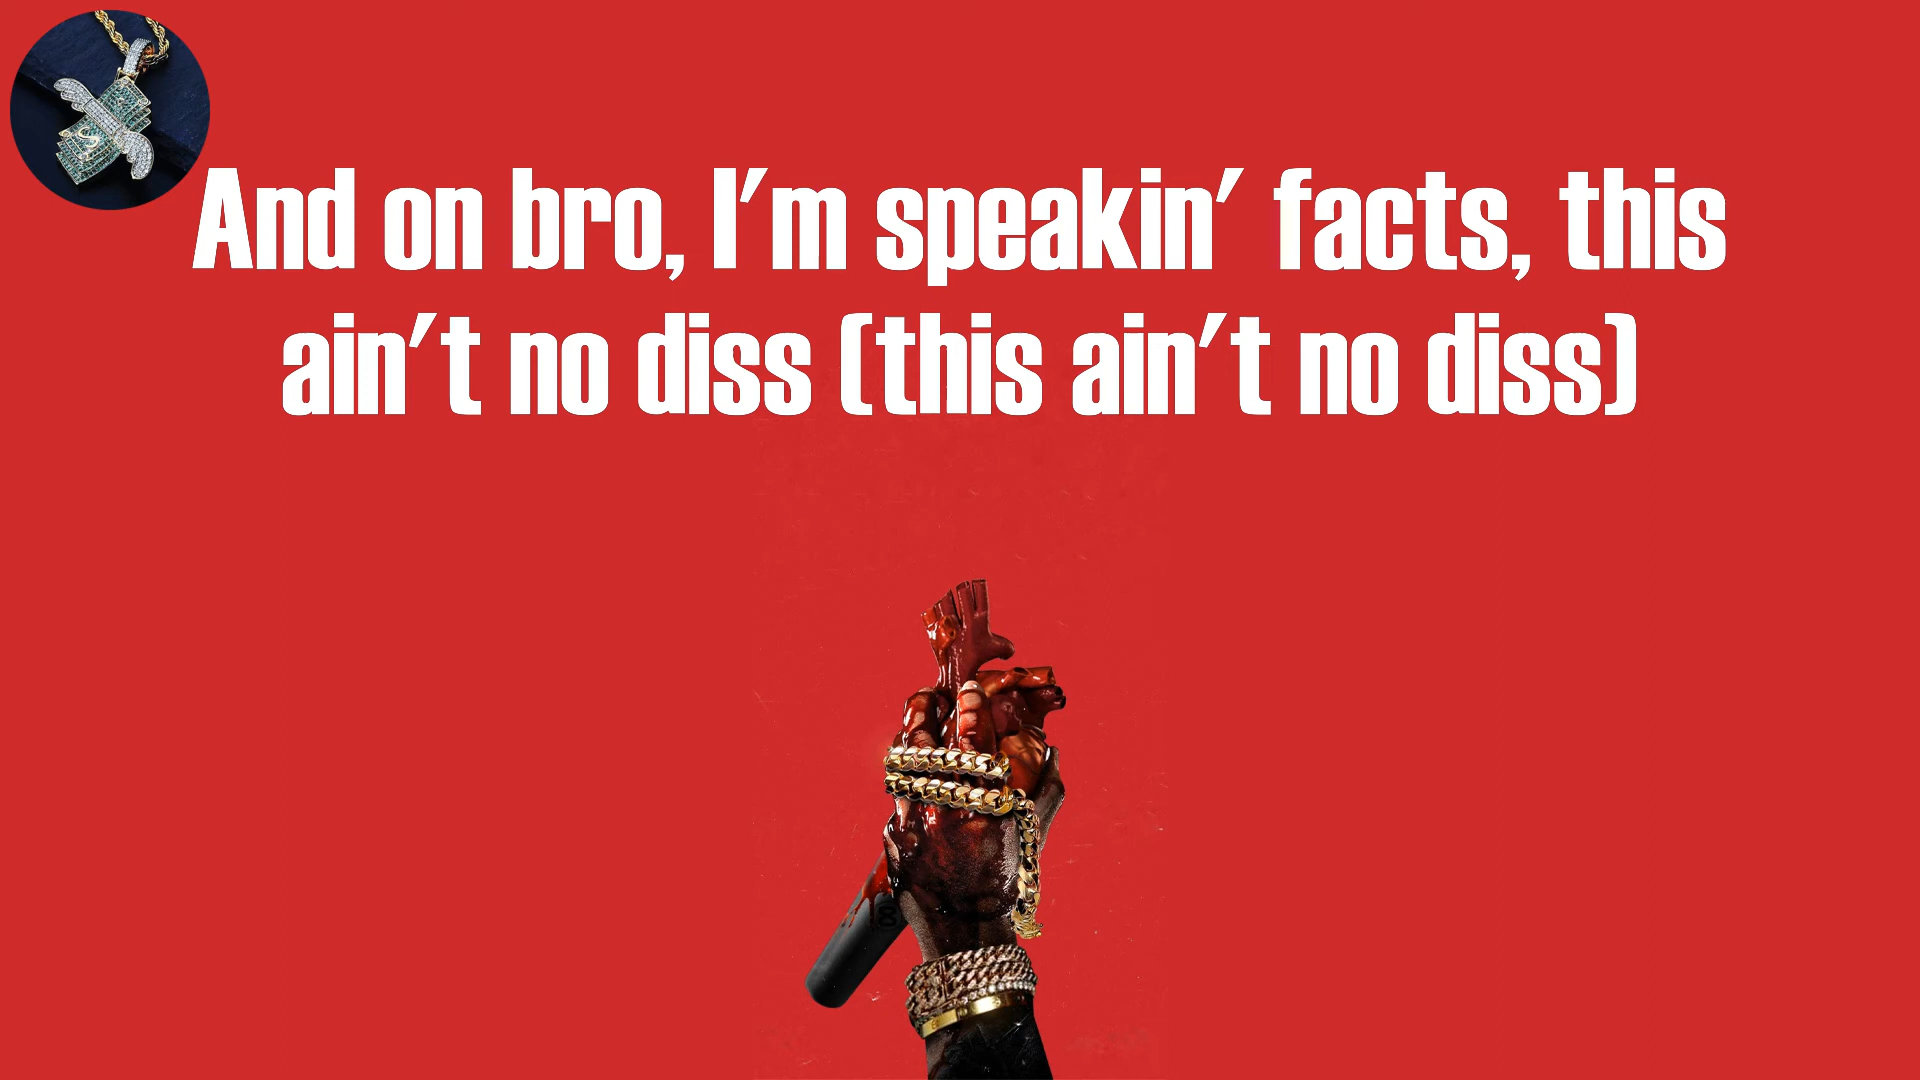 And on bro, I'm speakin' facts, this
ain't no diss (this ain't no diss)